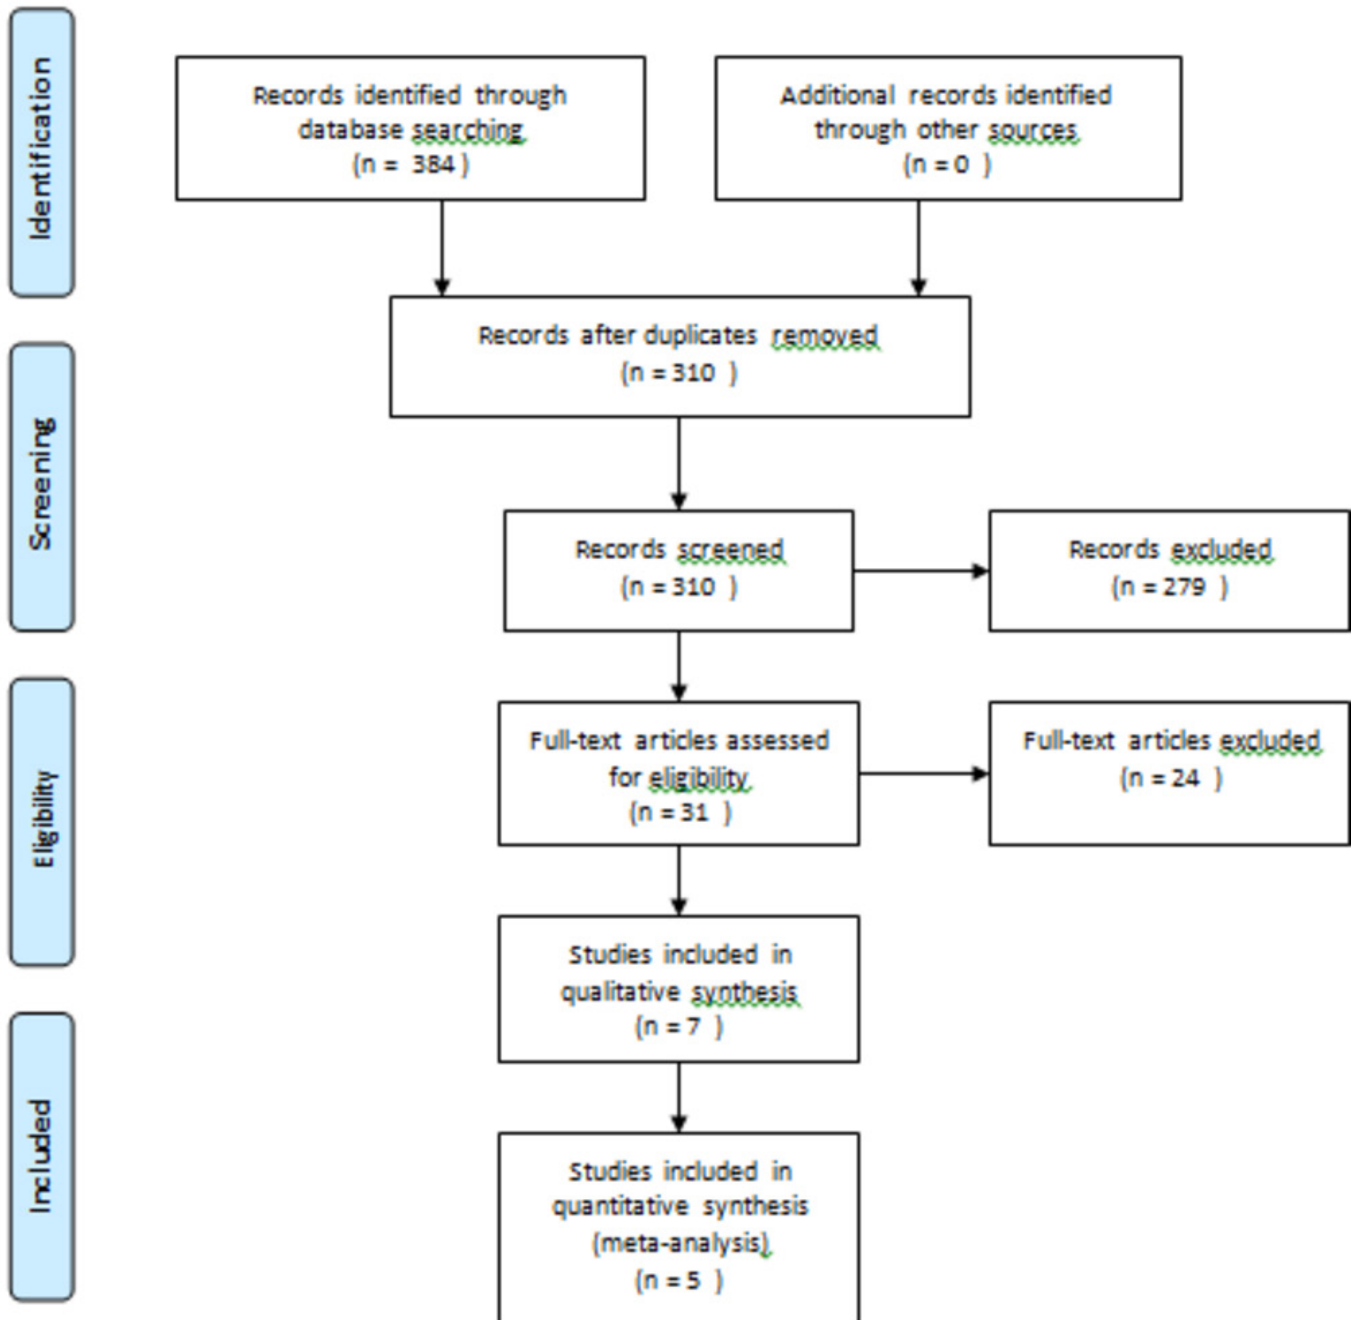 Identification
Records identified through
database searching
(n = 384 )
Additional records identified
through other sources
(n = 0 )
Records after duplicates removed
(n = 310 )
Screening
Records screened
(n = 310 )
Records excluded
(n = 279 )
Eligibility
Full-text articles assessed
for eligibility
(n = 31 )
Full-text articles excluded
(n = 24 )
Studies included in
qualitative synthesis
(n = 7 )
Included
Studies included in
quantitative synthesis
(meta-analysis)
(n = 5 )